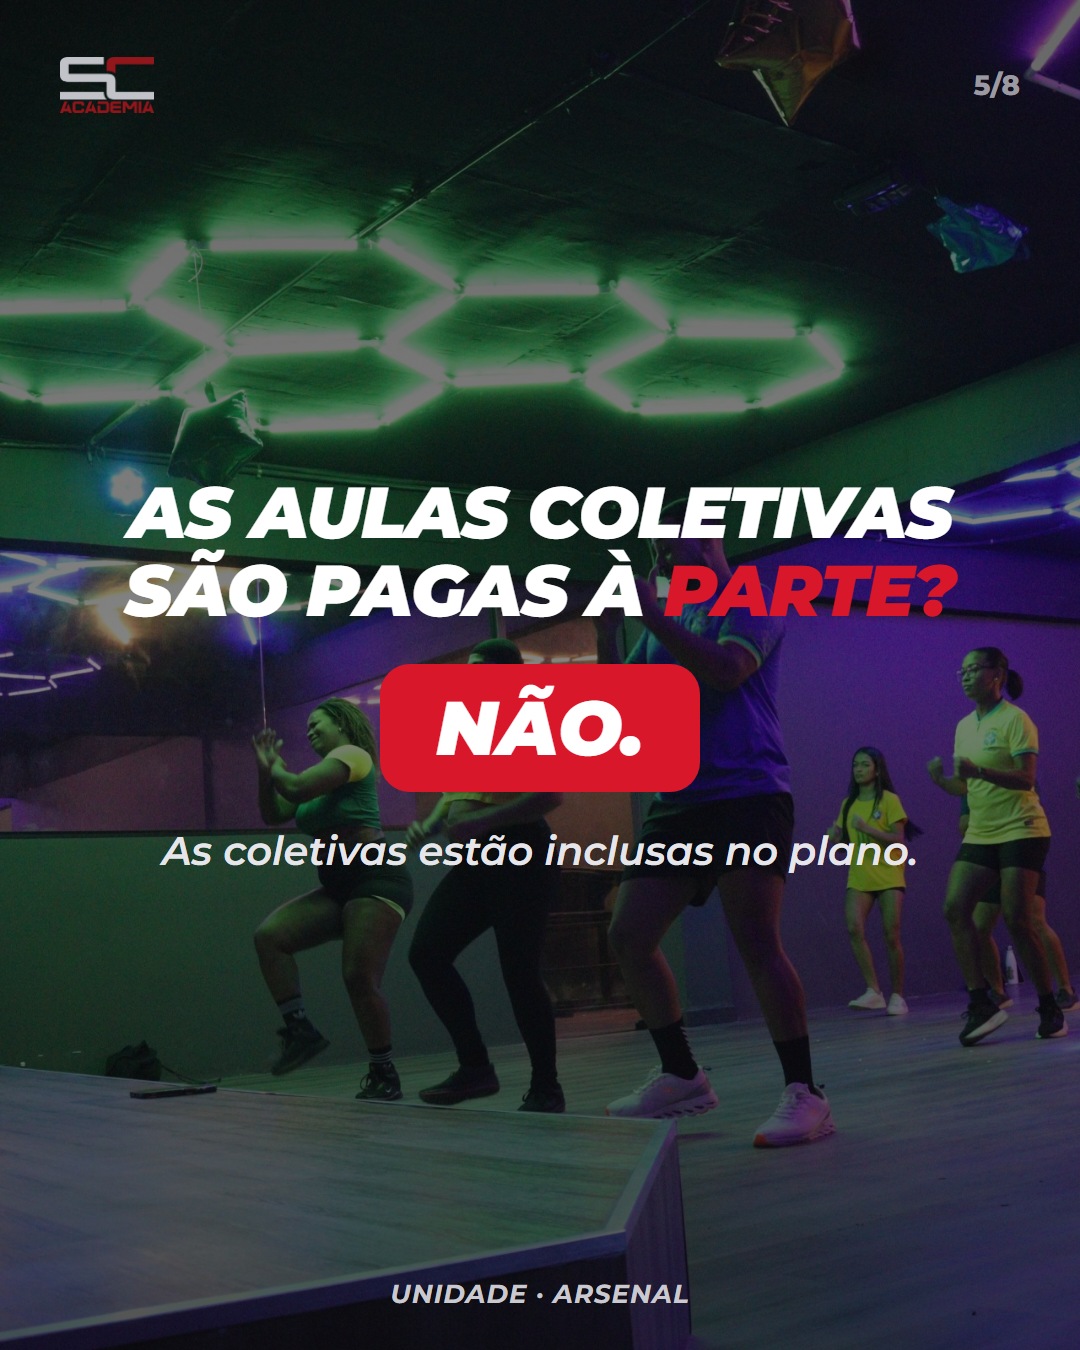 SC
ACADEMIA
5/8
AS AULAS COLETIVAS
SÃO PAGAS À PARTE?
NÃO.
As coletivas estão inclusas no plano.
UNIDADE · ARSENAL